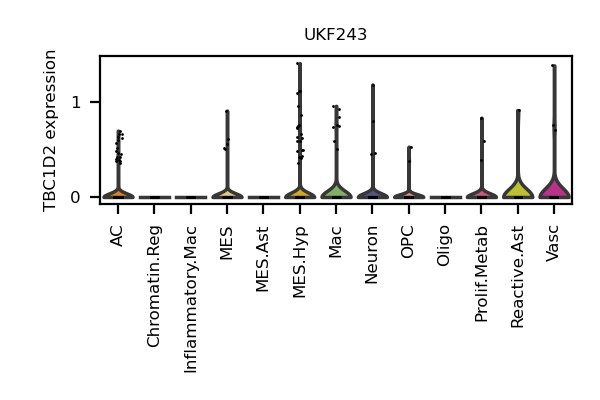 UKF243
TBC1D2 expression
1
0
AC
Chromatin.Reg
Inflammatory.Mac
MES
MES.Ast
MES.Hyp
Mac
Neuron
OPC
Oligo
Prolif.Metab
Reactive.Ast
Vasc